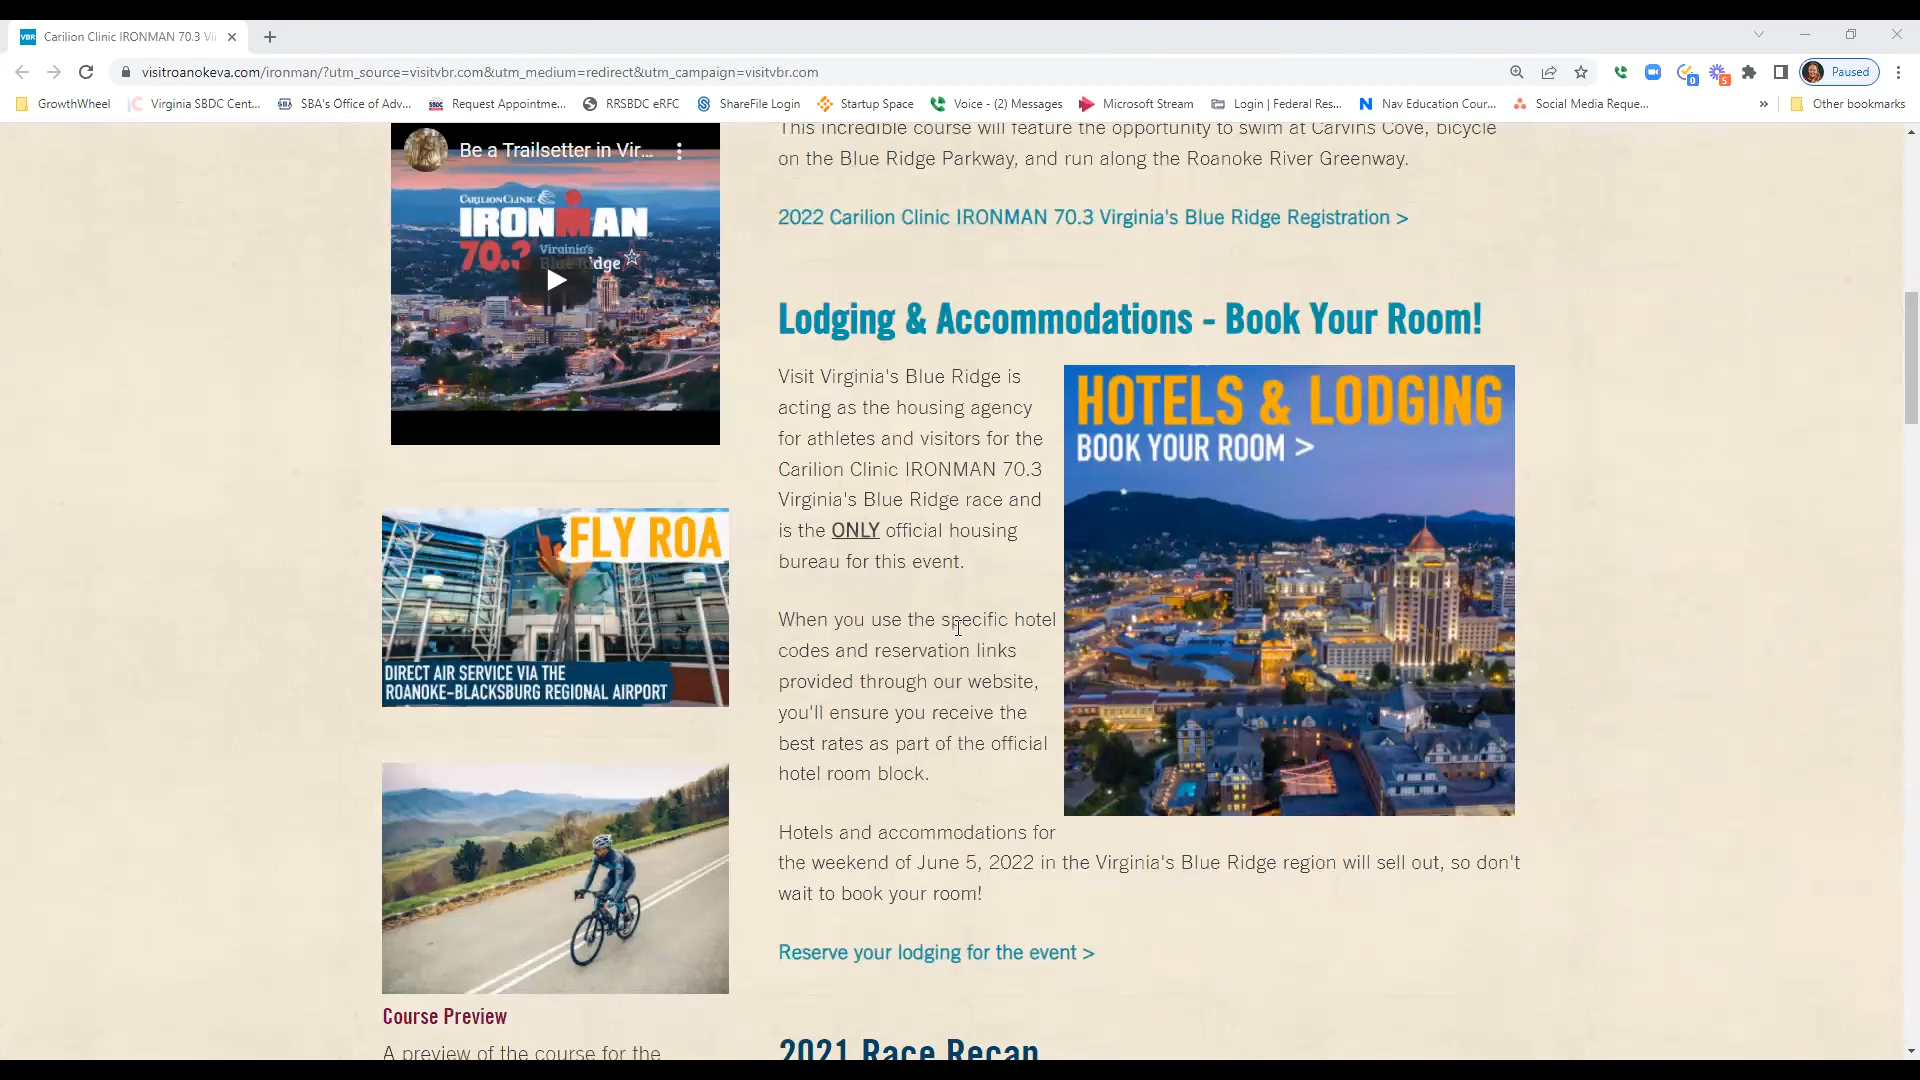 Carilion Clinic IRONMAN 70.3 Vi
visitroanokeva.com/ironman/?utm_source=visitvbr.com&utm_medium=redirect&utm_campaign=visitvbr.com
Paused
GrowthWheel
Virginia SBDC Cent...
SBA's Office of Adv...
Request Appointme...
RRSBDC eRFC
ShareFile Login
Startup Space
Voice - (2) Messages
Microsoft Stream
Login | Federal Res...
Nav Education Cour...
Social Media Reque...
»
Other bookmarks
Be a Trailsetter in Vir...
CARILION CLINIC
IRONMAN
70.3
Virginia's
Blue Ridge
FLY ROA
DIRECT AIR SERVICE VIA THE
ROANOKE-BLACKSBURG REGIONAL AIRPORT
Course Preview
A preview of the course for the
This incredible course will feature the opportunity to swim at Carvins Cove, bicycle
on the Blue Ridge Parkway, and run along the Roanoke River Greenway.
2022 Carilion Clinic IRONMAN 70.3 Virginia's Blue Ridge Registration >
Lodging & Accommodations - Book Your Room!
Visit Virginia's Blue Ridge is
acting as the housing agency
for athletes and visitors for the
Carilion Clinic IRONMAN 70.3
Virginia's Blue Ridge race and
is the ONLY official housing
bureau for this event.
When you use the specific hotel
codes and reservation links
provided through our website,
you'll ensure you receive the
best rates as part of the official
hotel room block.
HOTELS & LODGING
BOOK YOUR ROOM >
Hotels and accommodations for
the weekend of June 5, 2022 in the Virginia's Blue Ridge region will sell out, so don't
wait to book your room!
Reserve your lodging for the event >
2021 Race Recap